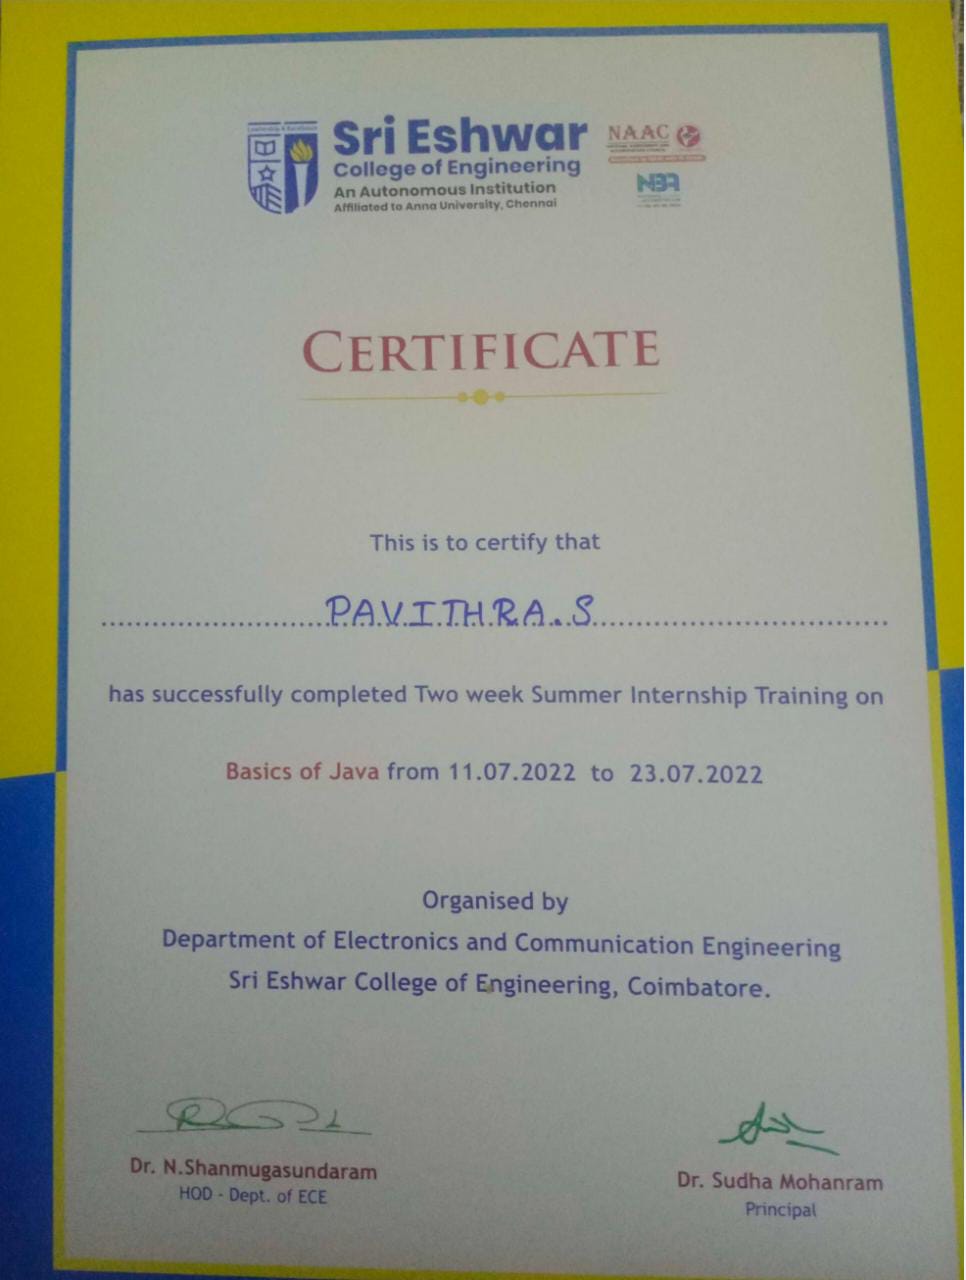 Leadership & Excellence
Sri Eshwar
College of Engineering
An Autonomous Institution
Affiliated to Anna University, Chennai
NAAC
NBA
CERTIFICATE
This is to certify that
PAVITHRA.S
has successfully completed Two week Summer Internship Training on
Basics of Java from 11.07.2022 to 23.07.2022
Organised by
Department of Electronics and Communication Engineering
Sri Eshwar College of Engineering, Coimbatore.
Dr. N.Shanmugasundaram
HOD - Dept. of ECE
Dr. Sudha Mohanram
Principal